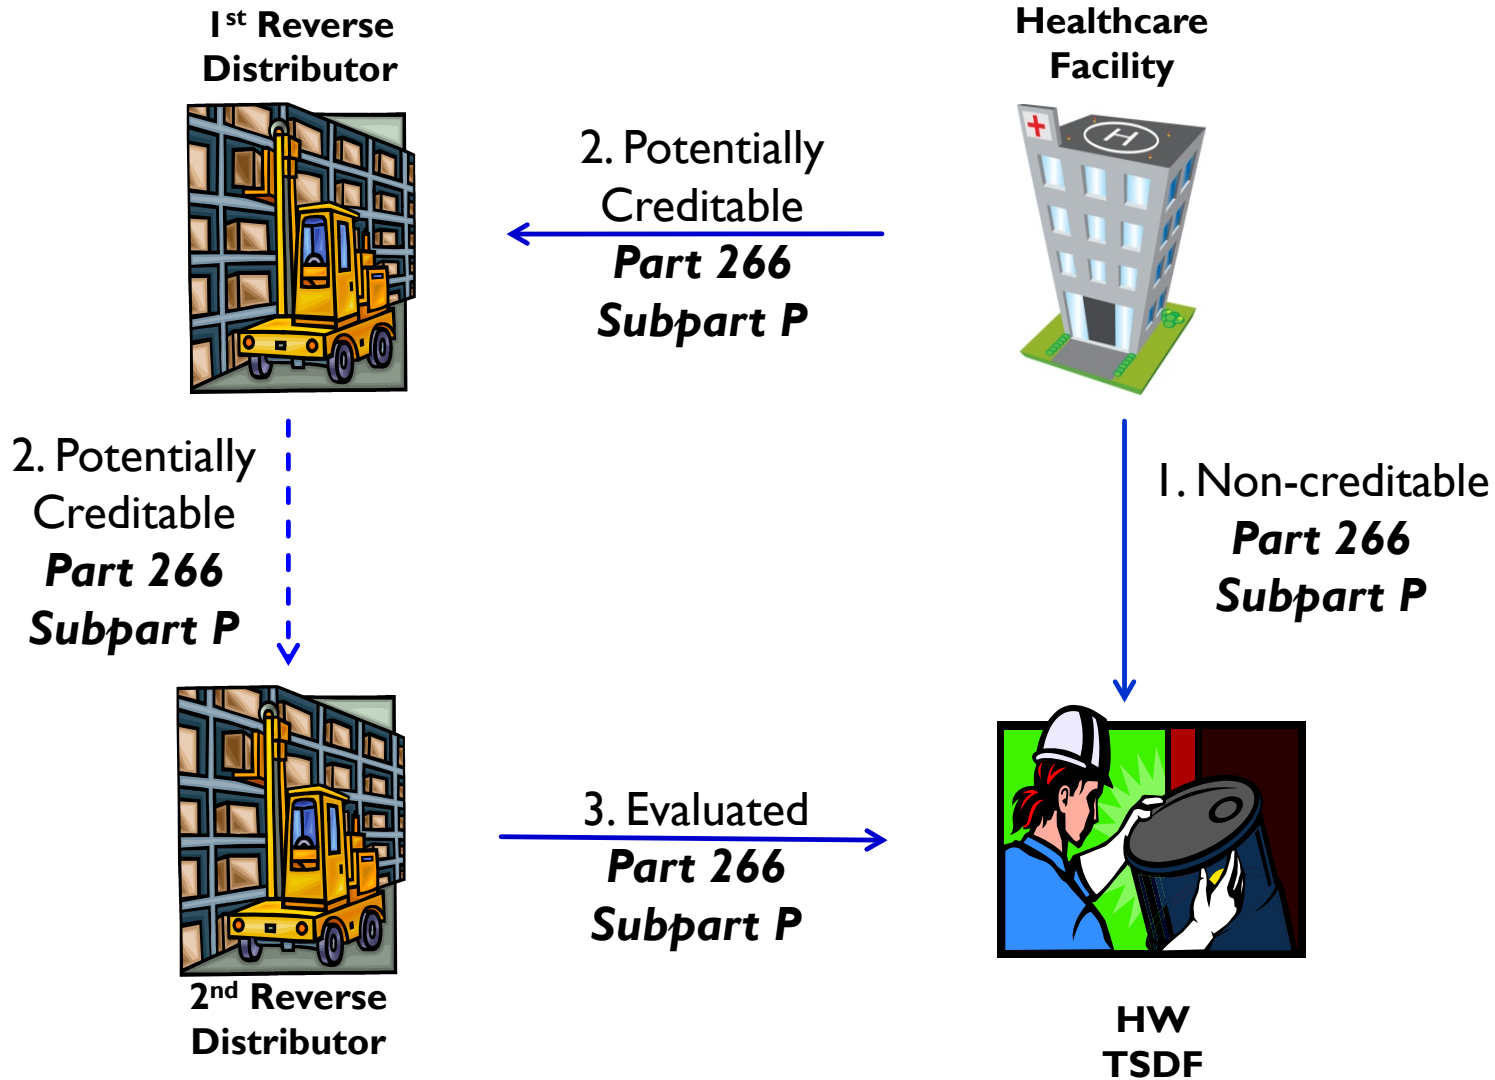 1st Reverse
Distributor
Healthcare
Facility
H
2. Potentially
Creditable
Part 266
Subpart P
2. Potentially
Creditable
Part 266
Subpart P
1. Non-creditable
Part 266
Subpart P
3. Evaluated
Part 266
Subpart P
2nd Reverse
Distributor
HW
TSDF